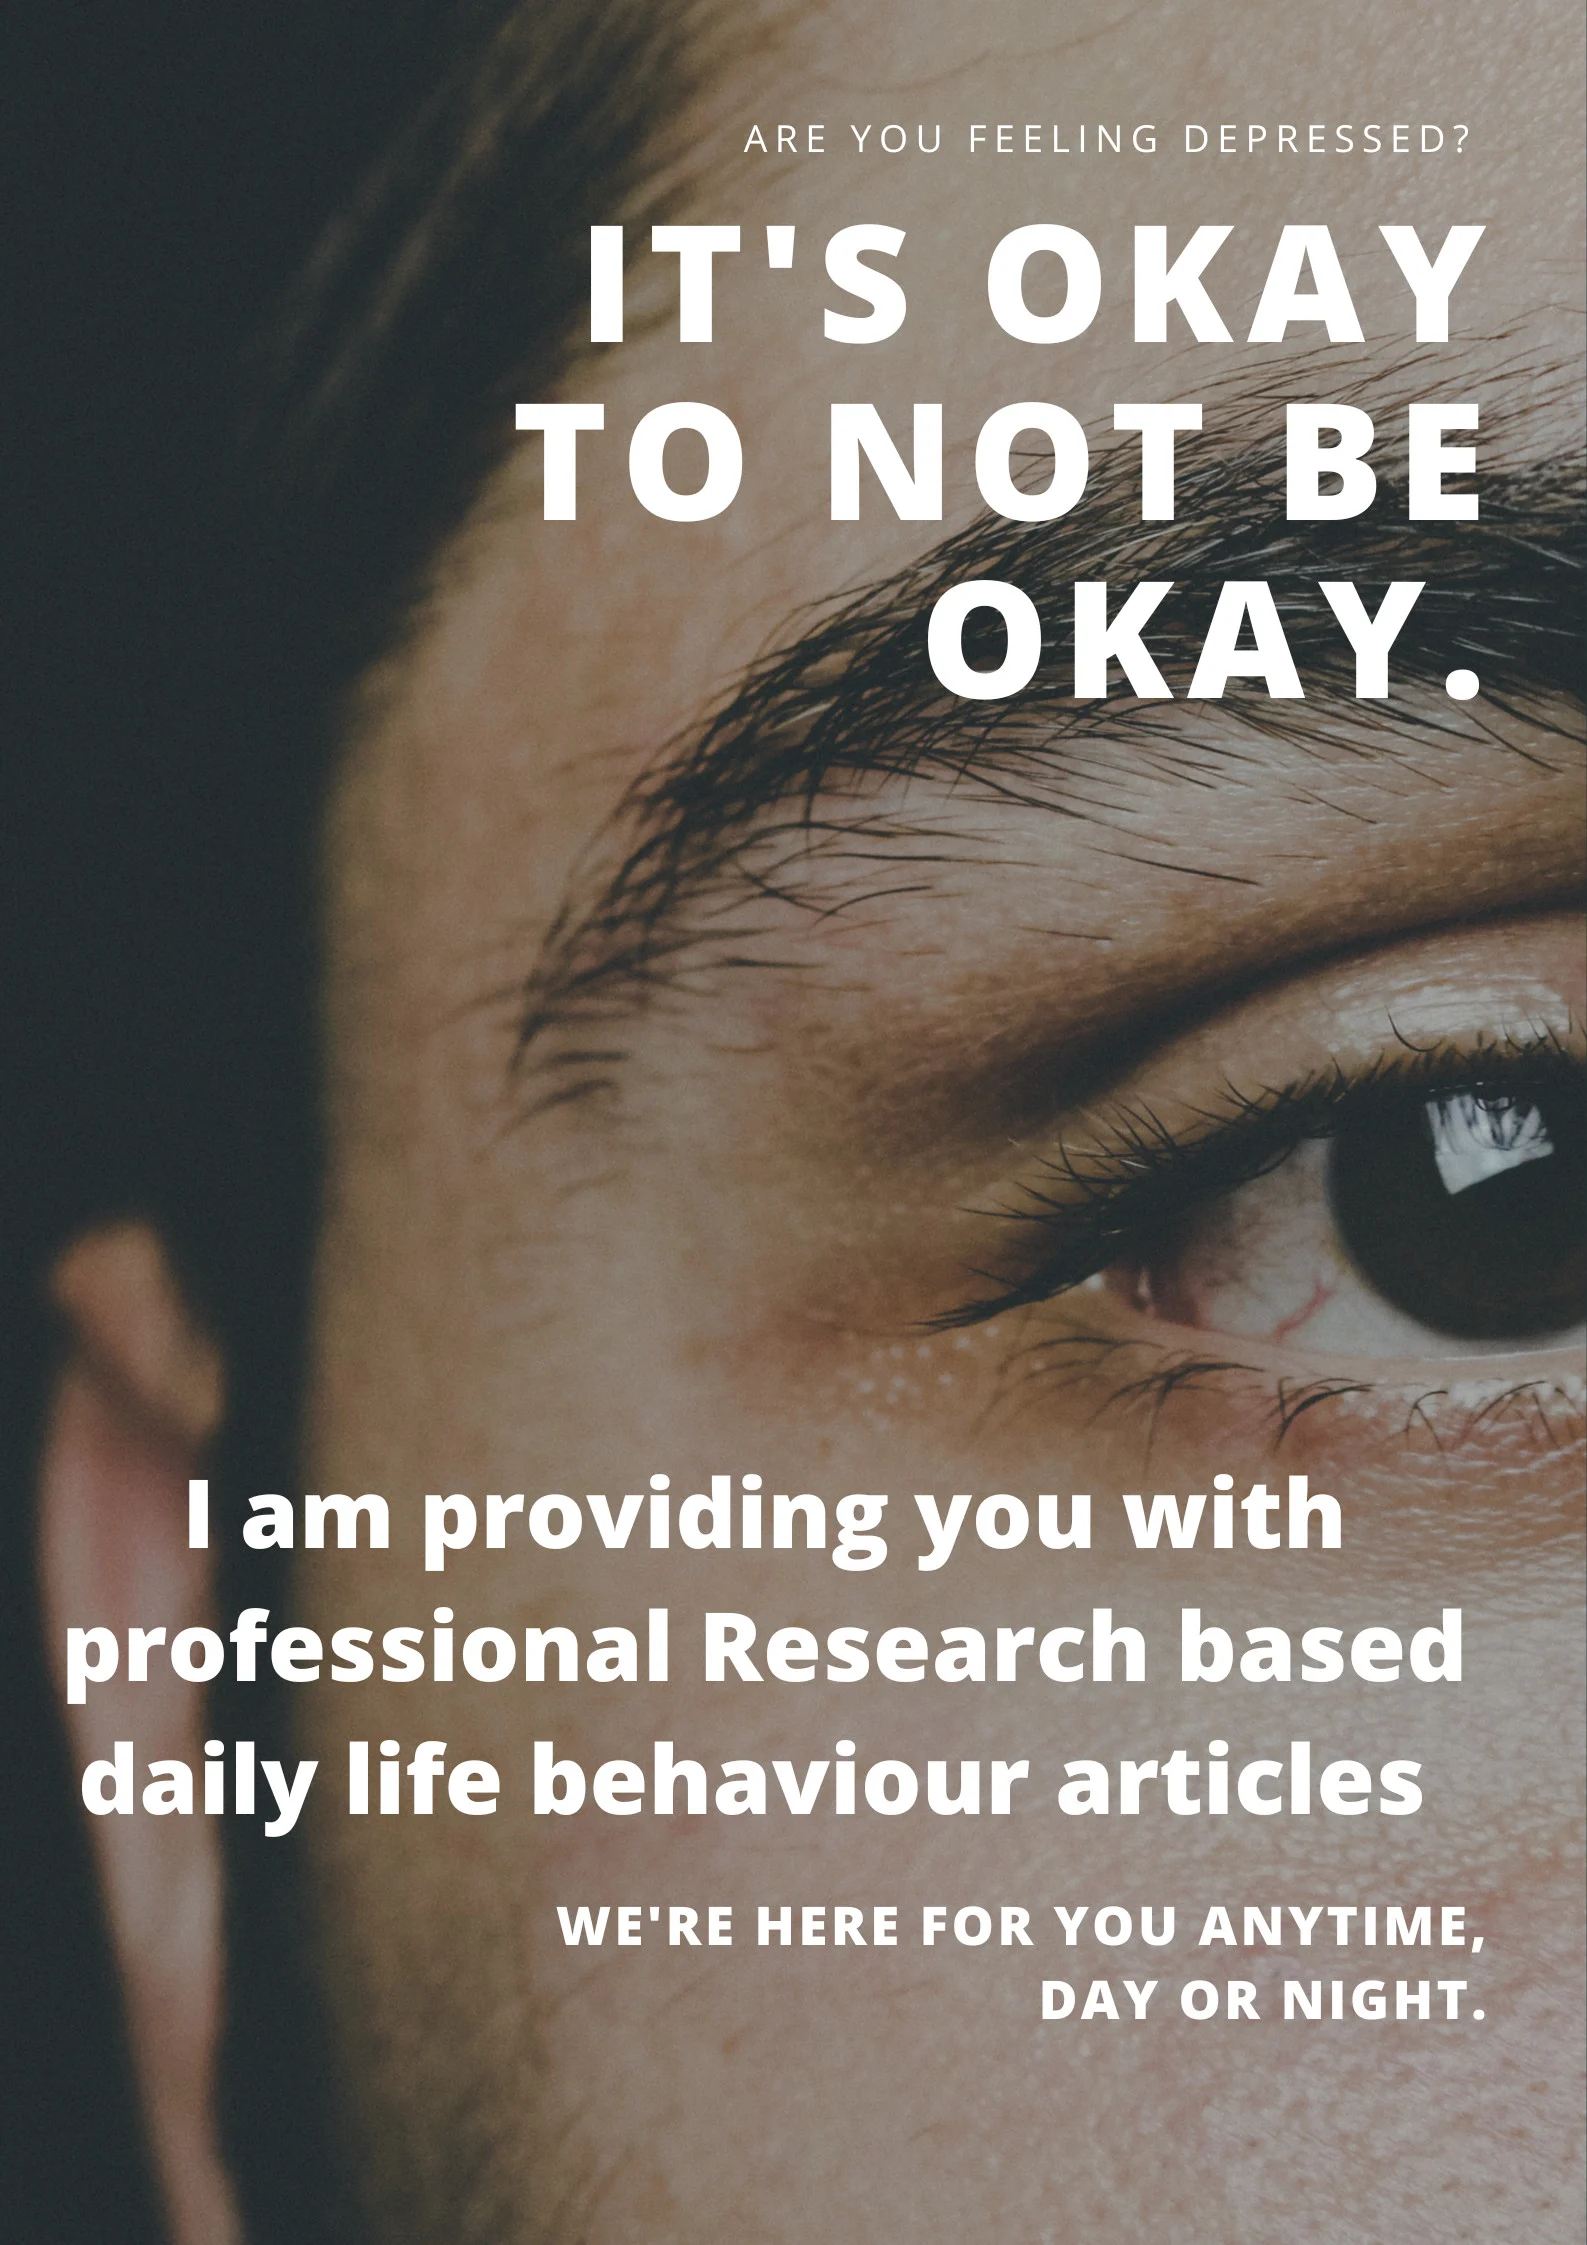 ARE YOU FEELING DEPRESSED?
IT'S OKAY
TO NOT BE
OKAY.
I am providing you with
professional Research based
daily life behaviour articles
WE'RE HERE FOR YOU ANYTIME,
DAY OR NIGHT.